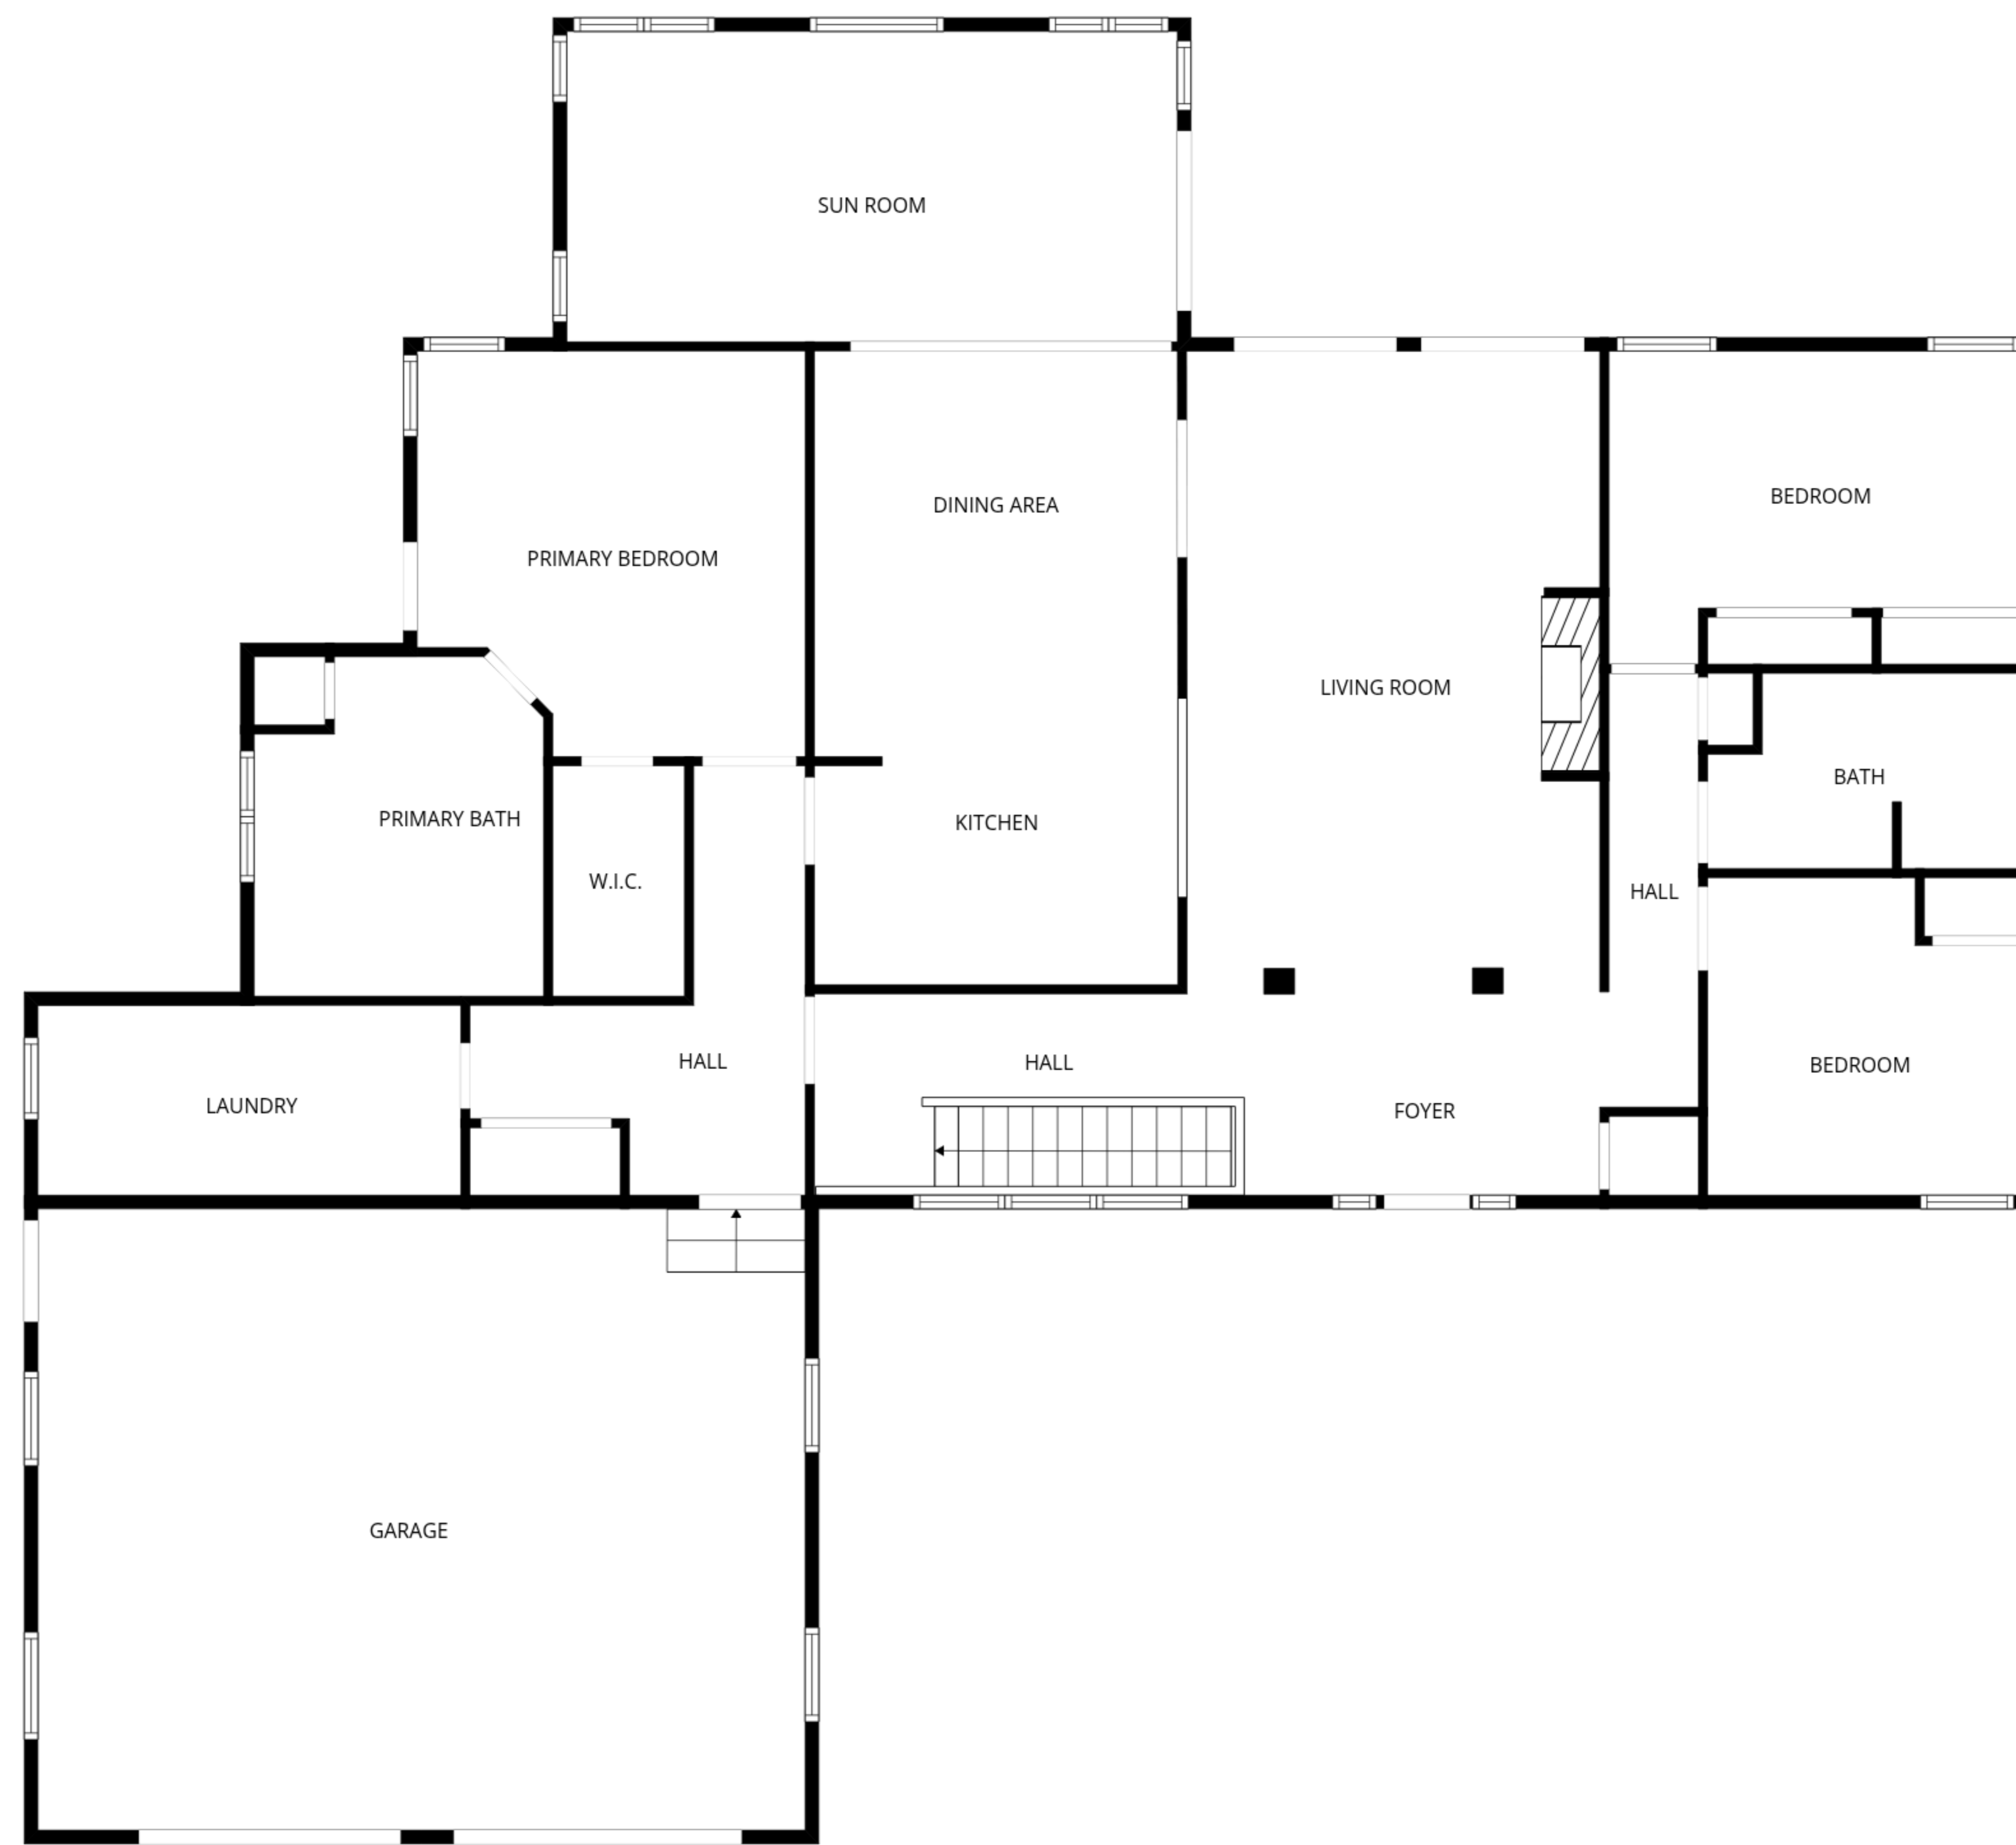 SUN ROOM
BEDROOM
DINING AREA
PRIMARY BEDROOM
LIVING ROOM
BATH
PRIMARY BATH
KITCHEN
W.I.C.
HALL
HALL
HALL
BEDROOM
LAUNDRY
FOYER
GARAGE